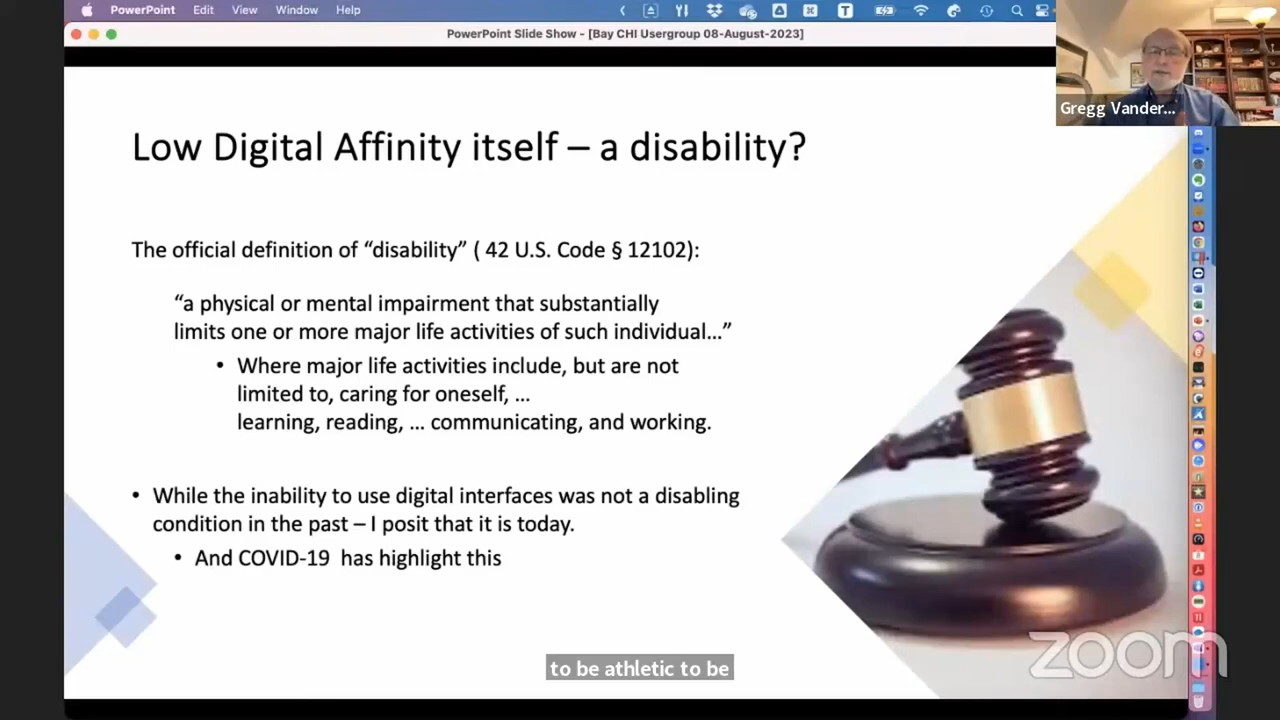 PowerPoint Edit View Window Help
PowerPoint Slide Show - [Bay CHI Usergroup 08-August-2023]
Gregg Vander...
Low Digital Affinity itself – a disability?
The official definition of “disability” ( 42 U.S. Code § 12102):
“a physical or mental impairment that substantially
limits one or more major life activities of such individual…”
• Where major life activities include, but are not
limited to, caring for oneself, …
learning, reading, … communicating, and working.
• While the inability to use digital interfaces was not a disabling
condition in the past – I posit that it is today.
• And COVID-19 has highlight this
to be athletic to be
zoom